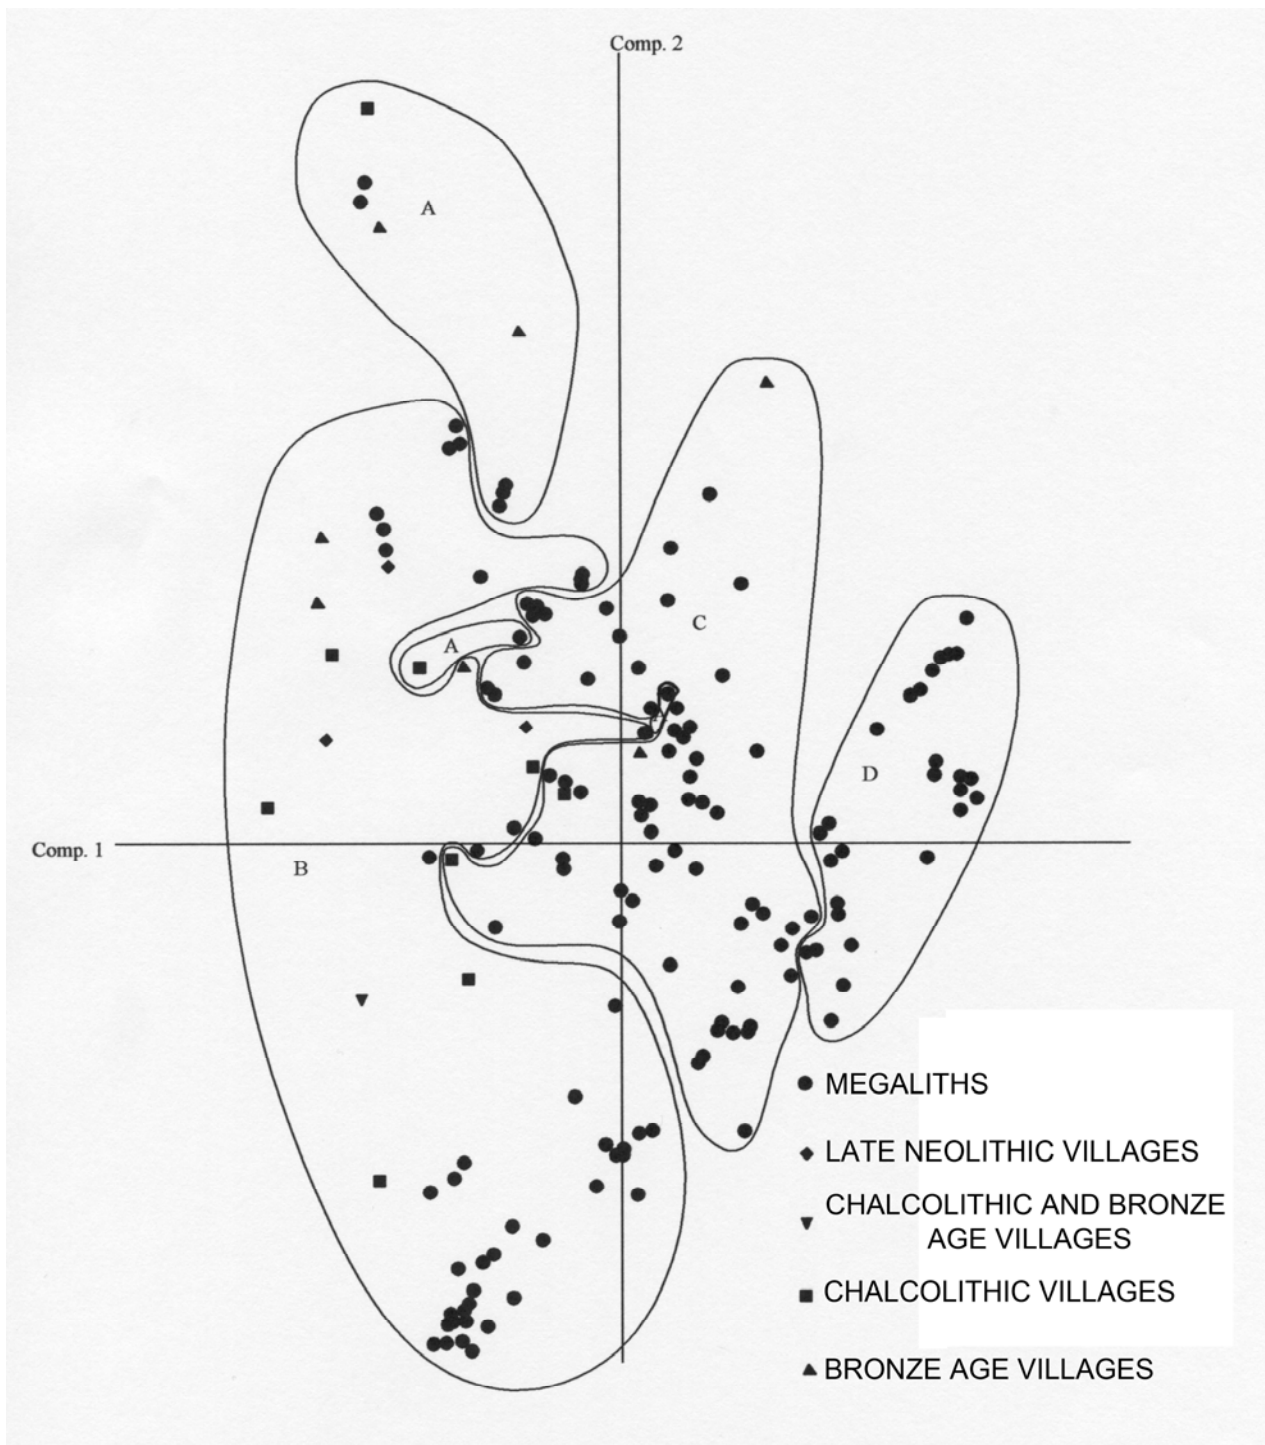 Comp. 2
A
C
A
D
Comp. 1
B
MEGALITHS
LATE NEOLITHIC VILLAGES
CHALCOLITHIC AND BRONZE
AGE VILLAGES
CHALCOLITHIC VILLAGES
BRONZE AGE VILLAGES